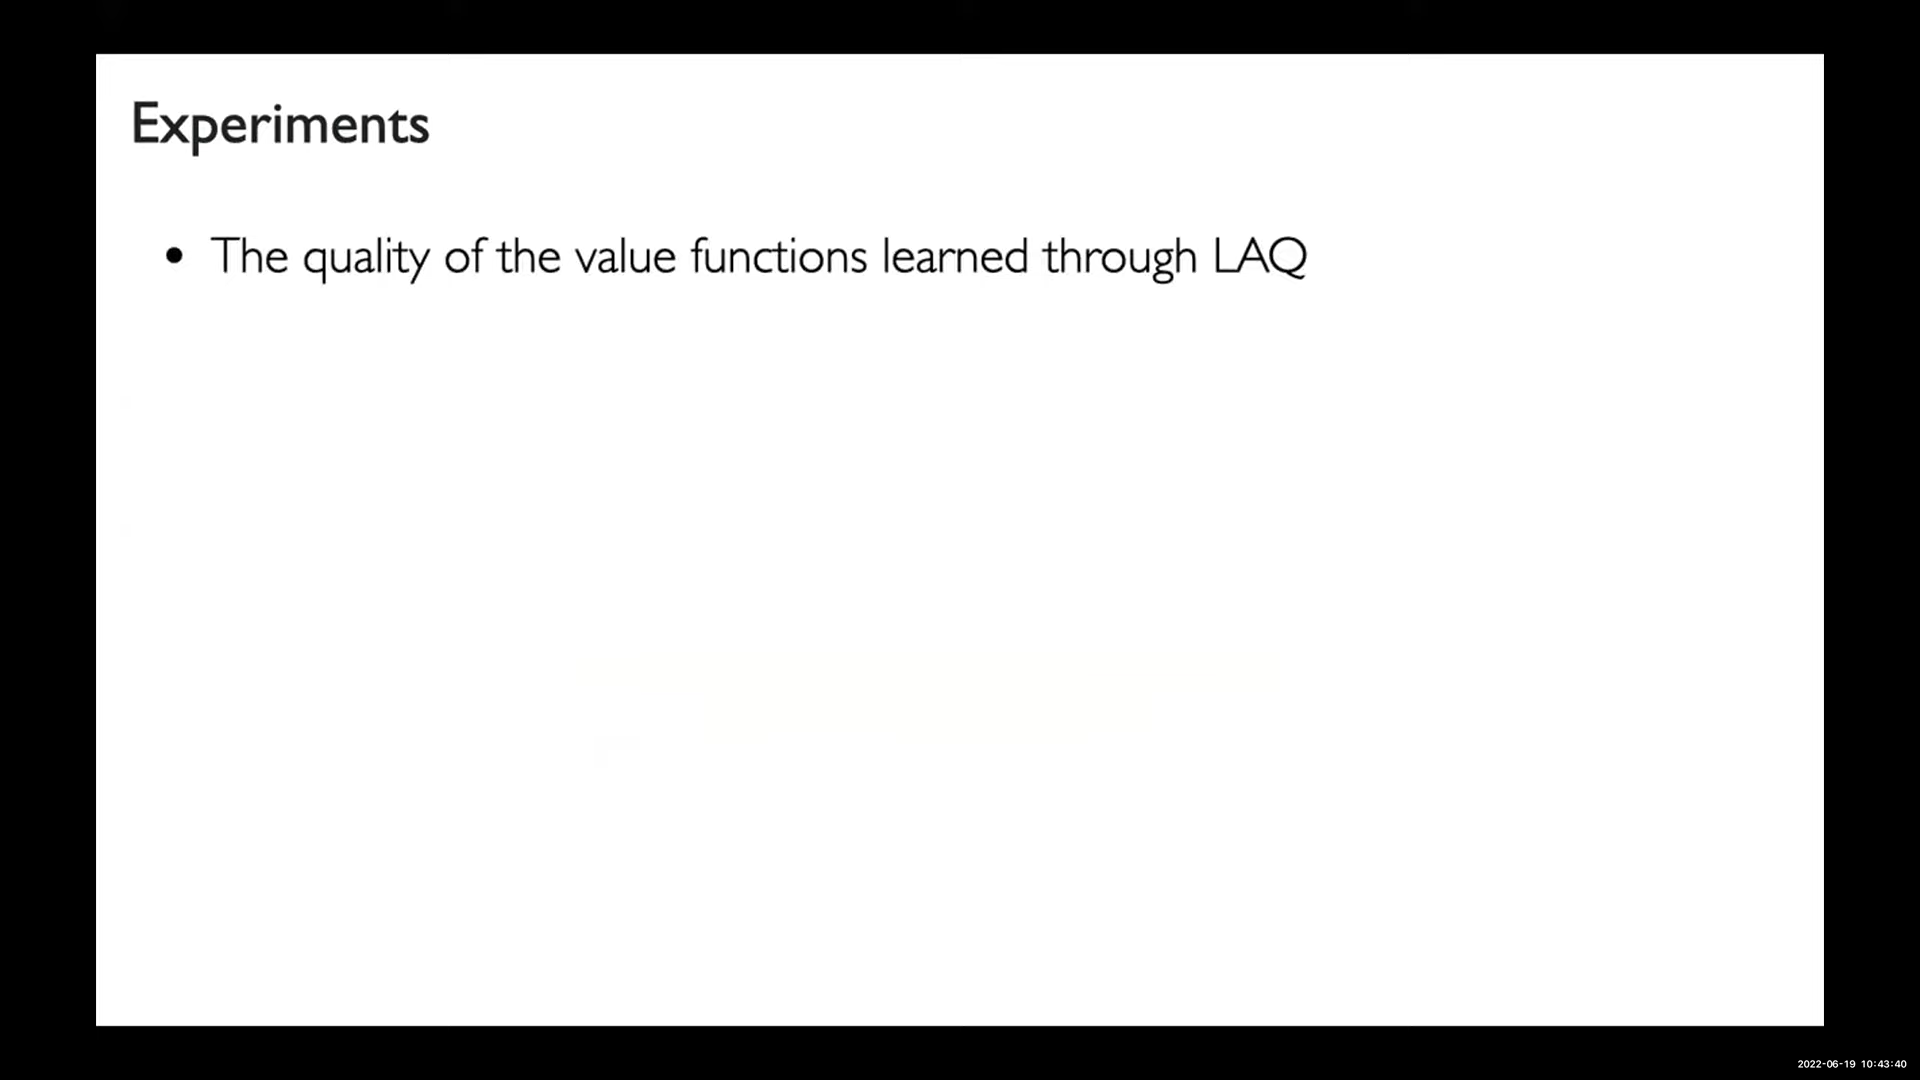 Experiments
• The quality of the value functions learned through LAQ
2022-06-19 10:43:40